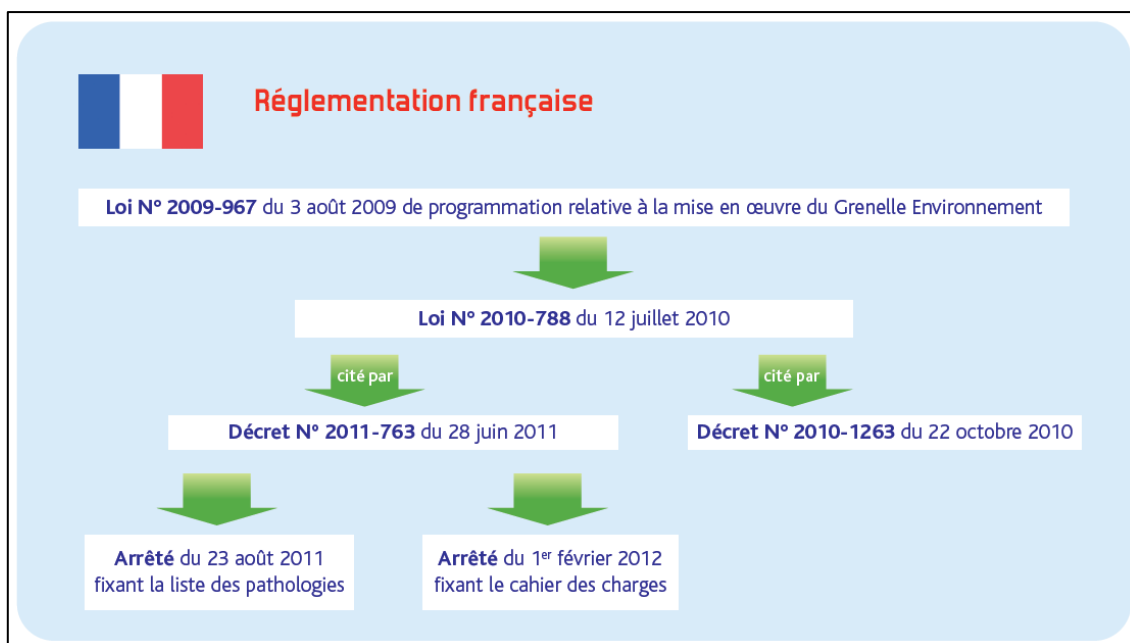 Réglementation française
Loi N° 2009-967 du 3 août 2009 de programmation relative à la mise en œuvre du Grenelle Environnement
Loi N° 2010-788 du 12 juillet 2010
cité par
cité par
Décret N° 2011-763 du 28 juin 2011
Décret N° 2010-1263 du 22 octobre 2010
Arrêté du 23 août 2011
fixant la liste des pathologies
Arrêté du 1er février 2012
fixant le cahier des charges